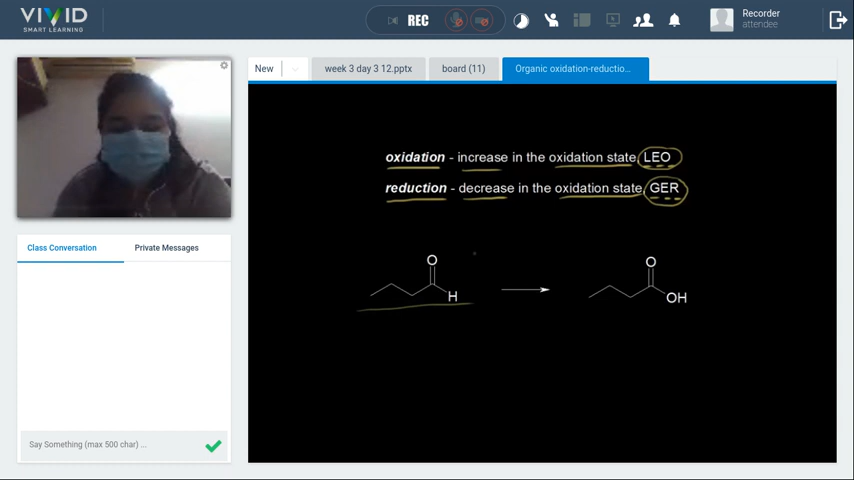 VIVID
SMART LEARNING
REC
Recorder
attendee
New
week 3 day 3 12.pptx
board (11)
Organic oxidation-reductio...
oxidation - increase in the oxidation state LEO
reduction - decrease in the oxidation state GER
Class Conversation
Private Messages
O
H
O
OH
Say Something (max 500 char) ...